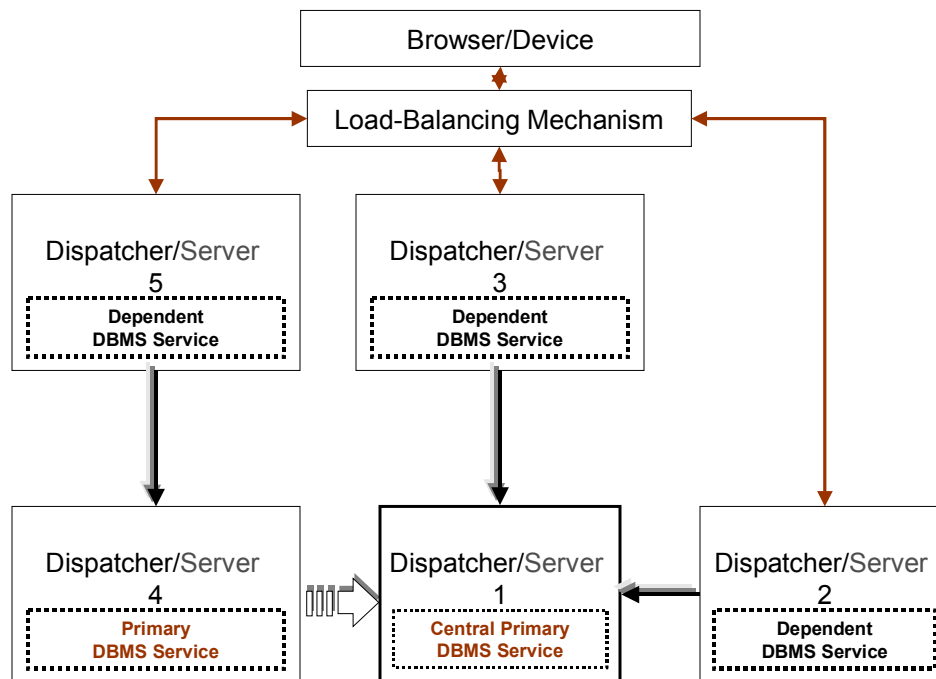 Browser/Device
Load-Balancing Mechanism
Dispatcher/Server
5
Dependent
DBMS Service
Dispatcher/Server
3
Dependent
DBMS Service
Dispatcher/Server
4
Primary
DBMS Service
Dispatcher/Server
1
Central Primary
DBMS Service
Dispatcher/Server
2
Dependent
DBMS Service